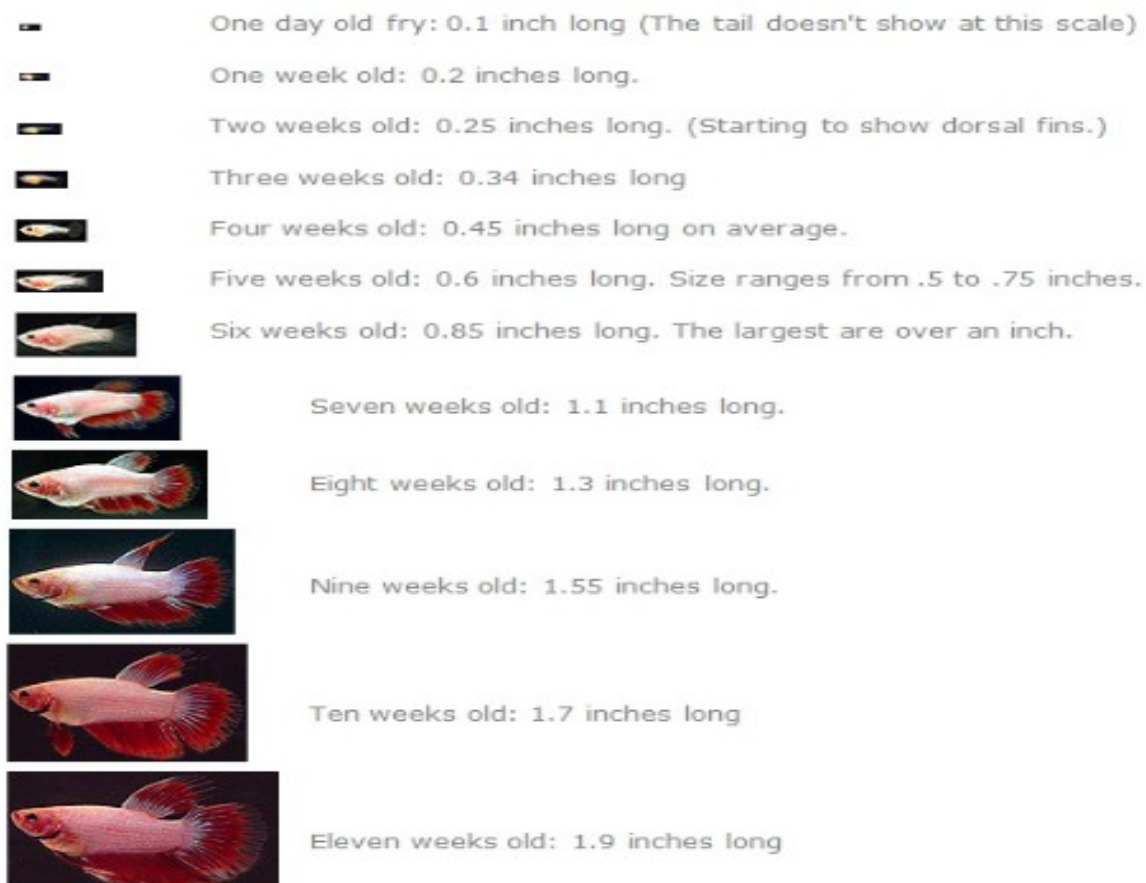 One day old fry: 0.1 inch long (The tail doesn't show at this scale)
One week old: 0.2 inches long.
Two weeks old: 0.25 inches long. (Starting to show dorsal fins.)
Three weeks old: 0.34 inches long
Four weeks old: 0.45 inches long on average.
Five weeks old: 0.6 inches long. Size ranges from .5 to .75 inches.
Six weeks old: 0.85 inches long. The largest are over an inch.
Seven weeks old: 1.1 inches long.
Eight weeks old: 1.3 inches long.
Nine weeks old: 1.55 inches long.
Ten weeks old: 1.7 inches long
Eleven weeks old: 1.9 inches long